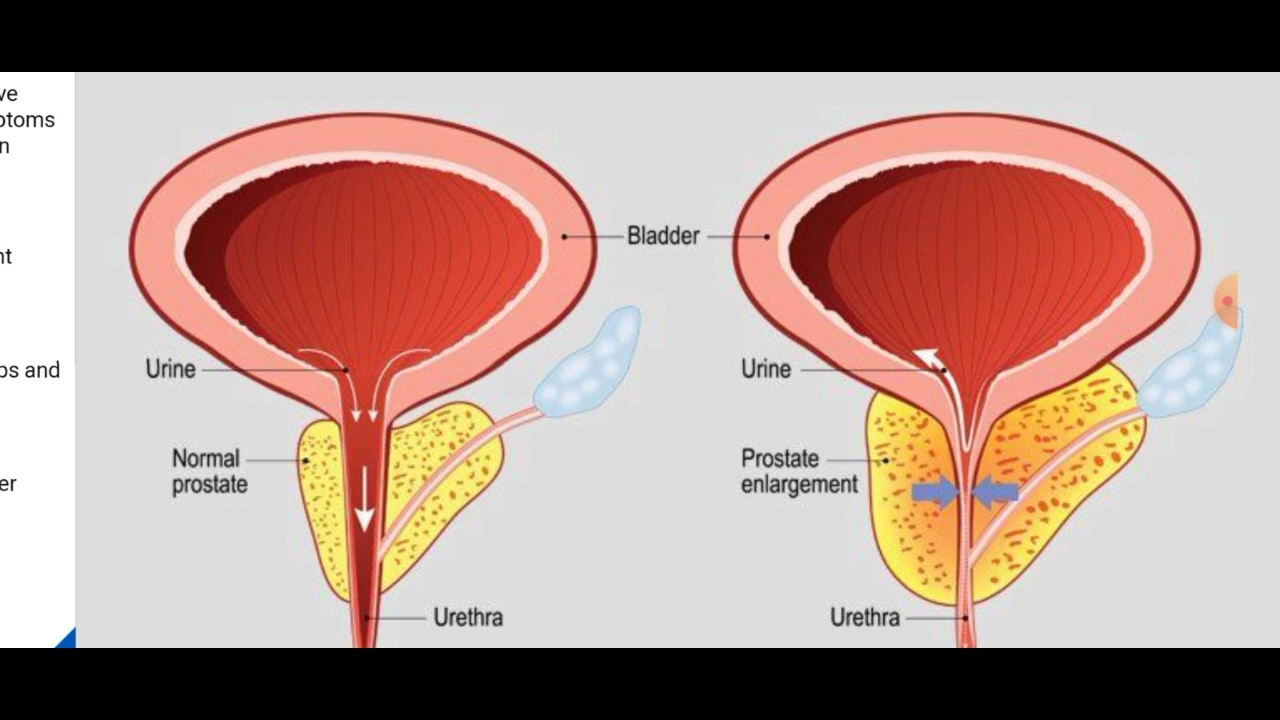 ve
ptoms
n
nt
ps and
er
Bladder
Urine
Normal
prostate
Urethra
Urine
Prostate
enlargement
Urethra